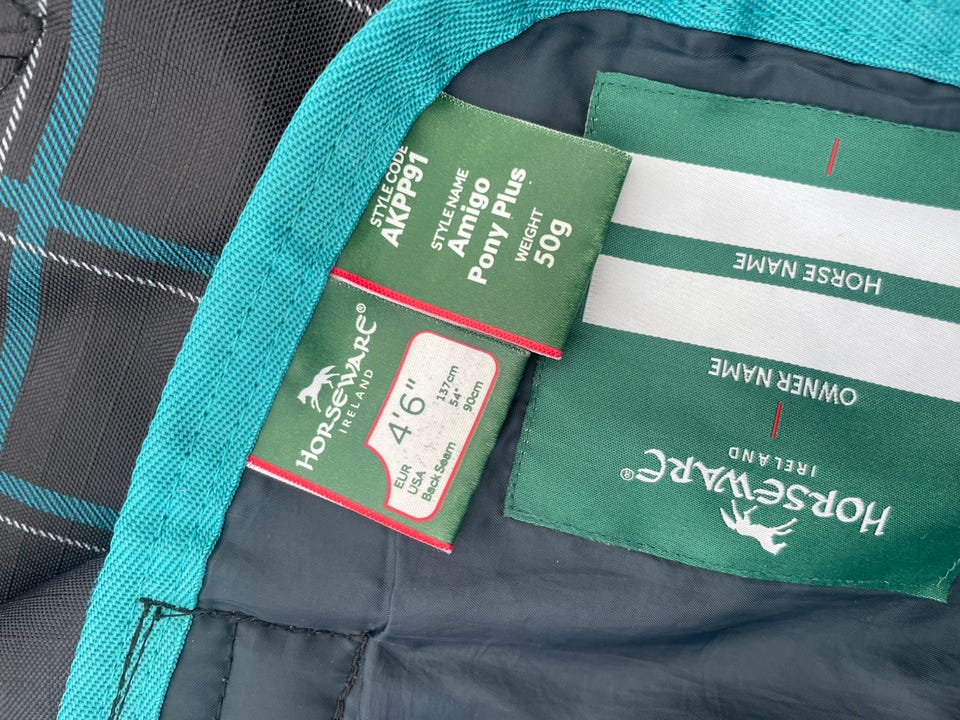 STYLE CODE
AKPP91
STYLE NAME
Amigo
Pony Plus
WEIGHT
50g
HORSEWARE®
IRELAND
4'6"
EUR 137cm
USA 54"
Back Seam 90cm
HORSE NAME
OWNER NAME
HORSEWARE®
IRELAND